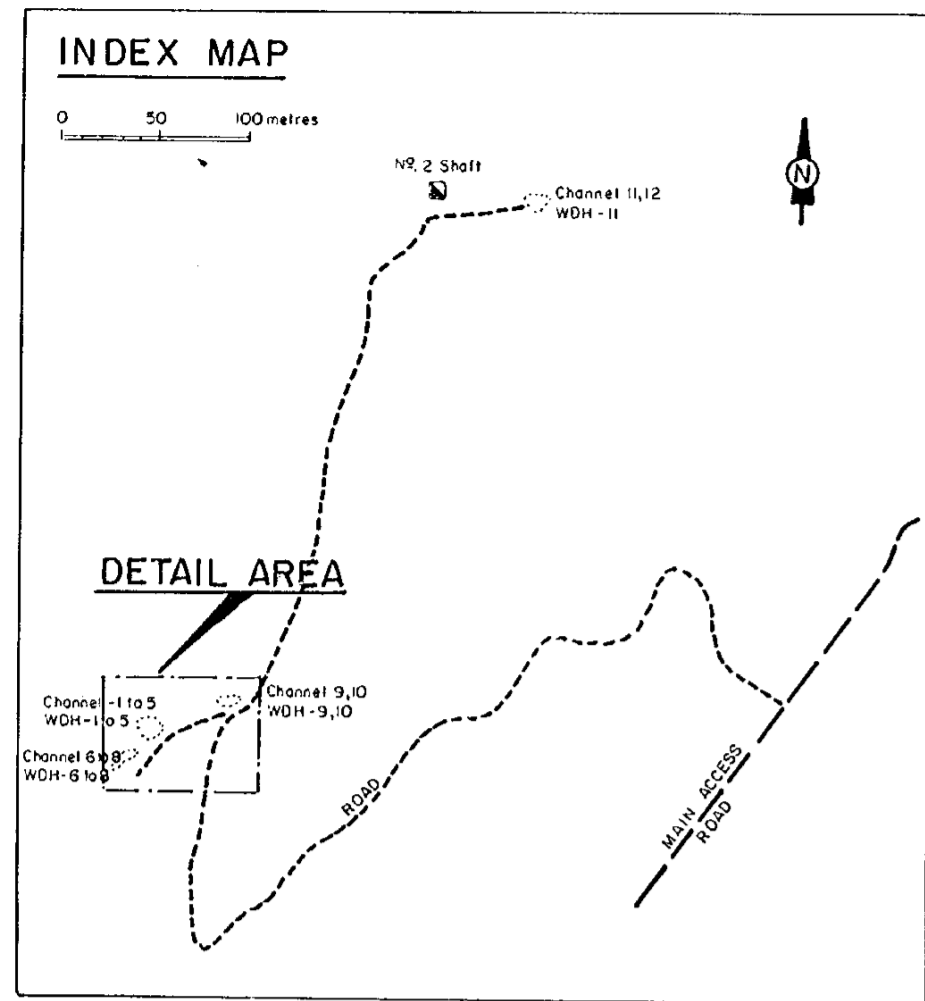 INDEX MAP
0 50 100 metres
Nº. 2 Shaft
Channel 11,12
WDH-11
N
DETAIL AREA
Channel -1 to 5
WDH-1 to 5
Channel 9,10
WDH-9,10
Channel 6 to 8
WDH-6 to 8
ROAD
MAIN ACCESS
ROAD